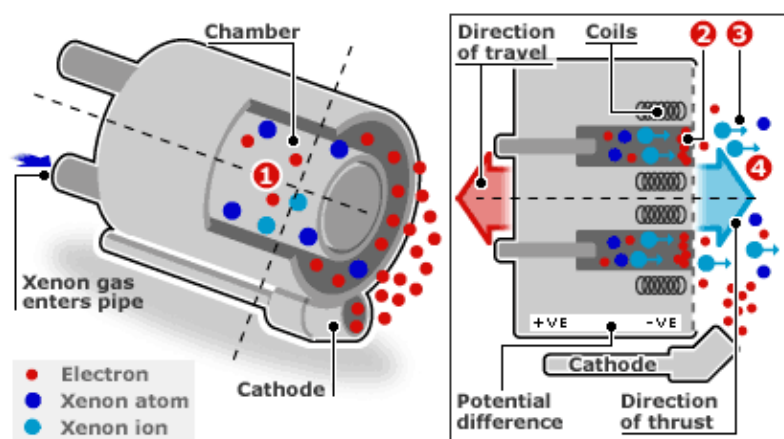 Chamber
1
Xenon gas
enters pipe
Cathode
Electron
Xenon atom
Xenon ion
Direction
of travel
Coils
2
3
4
+VE
-VE
Cathode
Potential
difference
Direction
of thrust